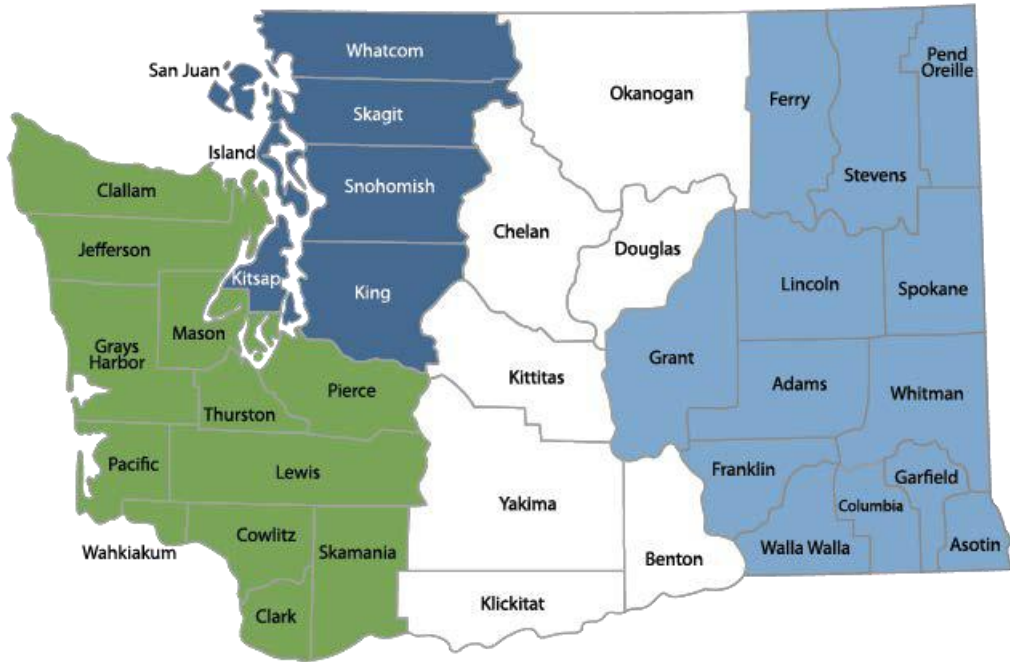 Whatcom
San Juan
Skagit
Island
Snohomish
King
Kitsap
Clallam
Jefferson
Grays
Harbor
Mason
Thurston
Pierce
Pacific
Lewis
Wahkiakum
Cowlitz
Clark
Skamania
Okanogan
Chelan
Douglas
Kittitas
Yakima
Klickitat
Benton
Ferry
Stevens
Pend
Oreille
Lincoln
Spokane
Grant
Adams
Whitman
Franklin
Walla Walla
Columbia
Garfield
Asotin